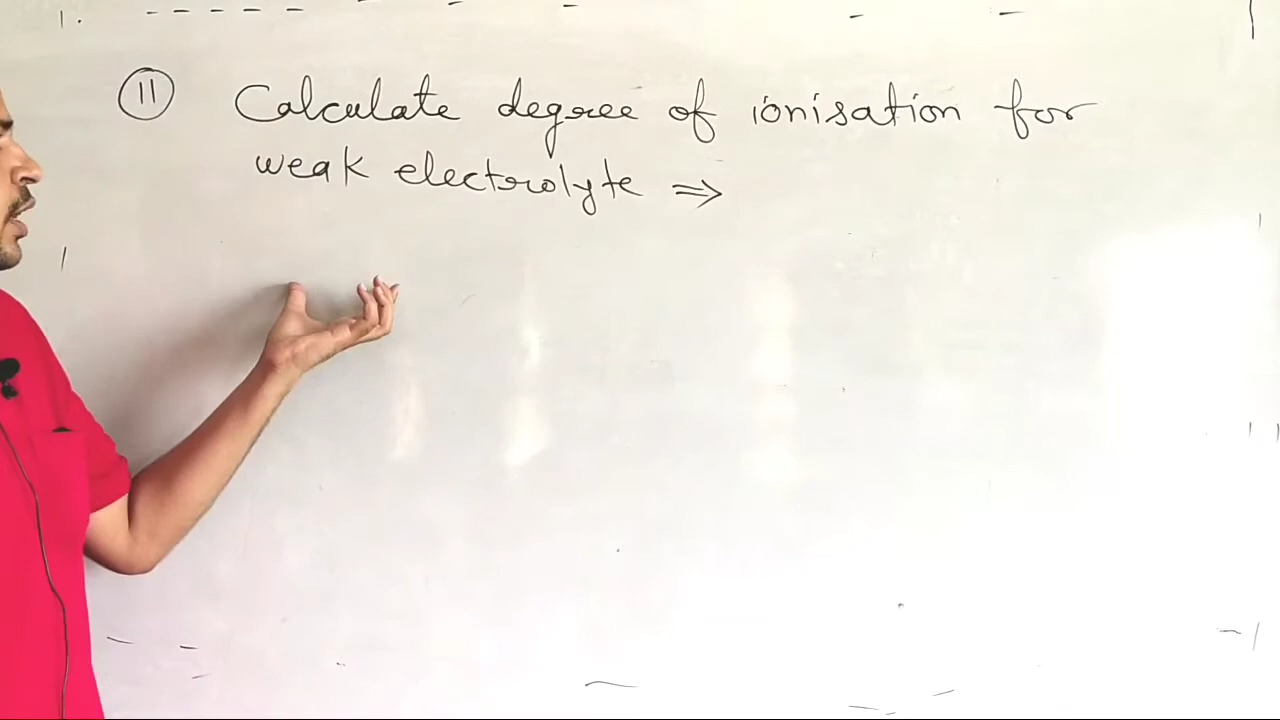 11 Calculate degree of ionisation for
weak electrolyte ⇒